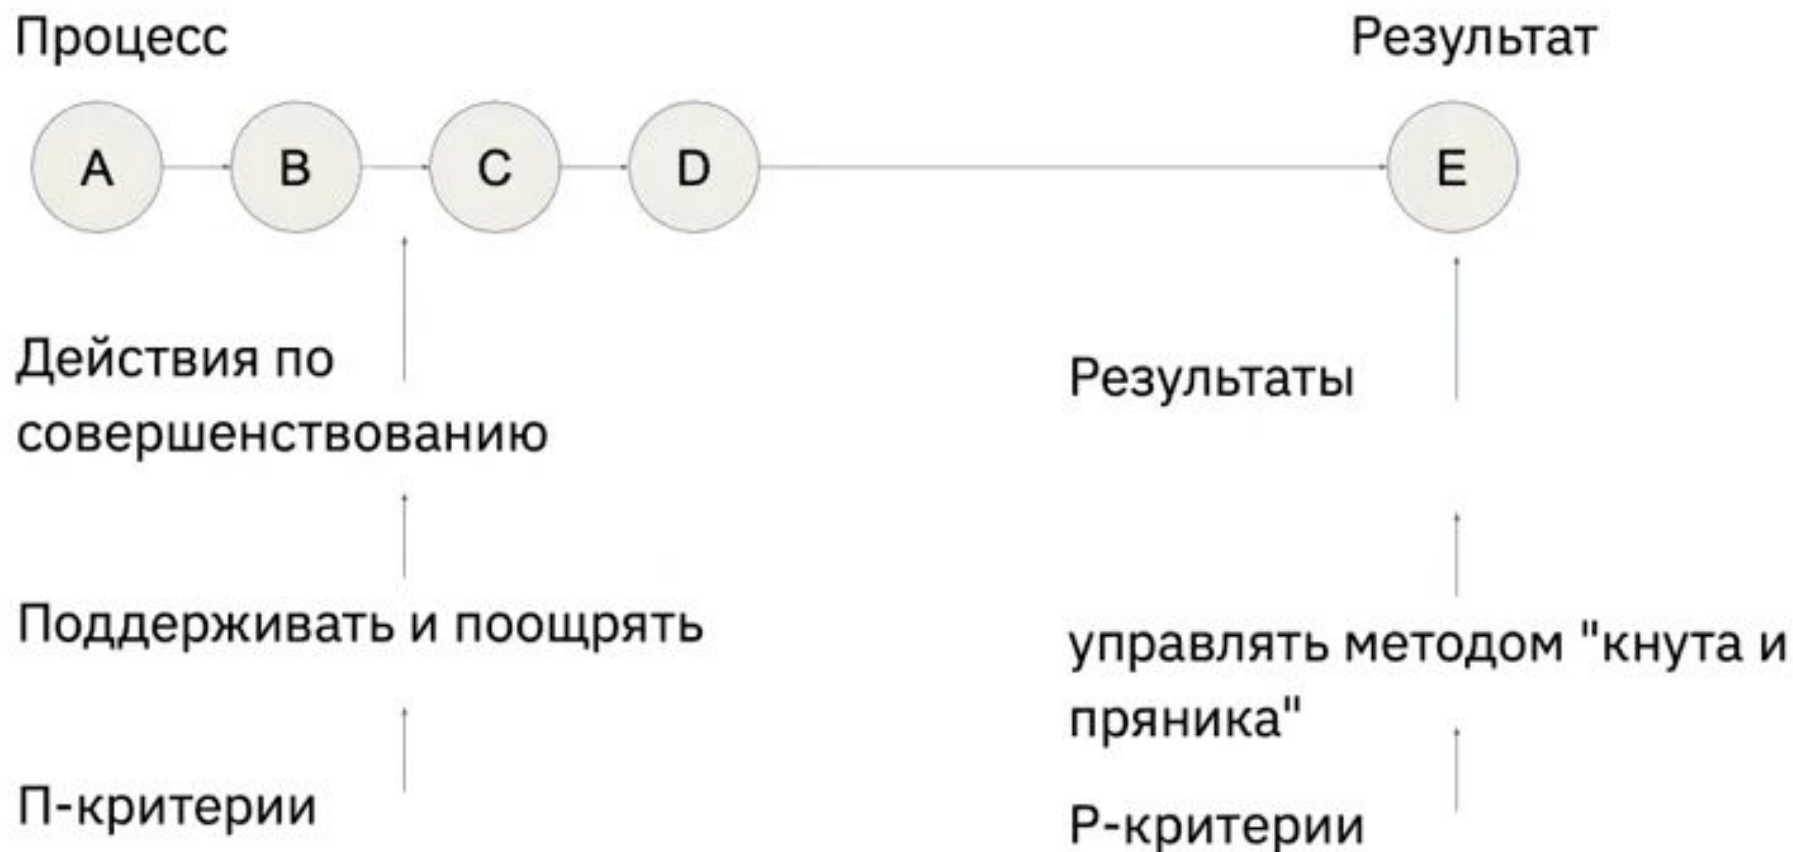 Процесс
Результат
A
B
C
D
E
Действия по
совершенствованию
Результаты
Поддерживать и поощрять
управлять методом "кнута и
пряника"
П-критерии
Р-критерии